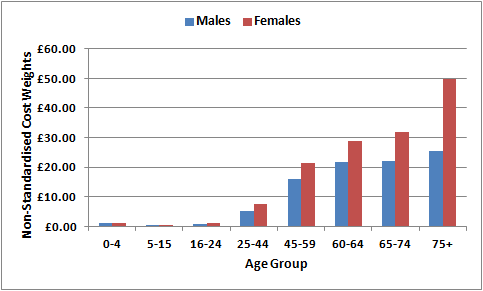 Males Females
Non-Standardised Cost Weights
£60.00
£50.00
£40.00
£30.00
£20.00
£10.00
£0.00
0-4 5-15 16-24 25-44 45-59 60-64 65-74 75+
Age Group